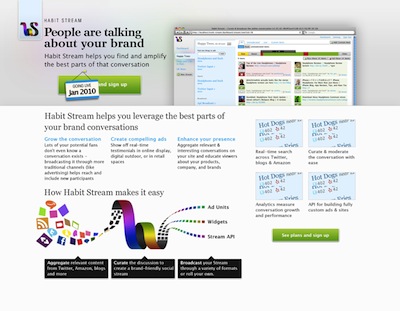 HABIT STREAM
People are talking
about your brand
Habit Stream helps you find and amplify
the best parts of that conversation
and sign up
GOING LIVE
Jan 2010
Habit Stream helps you leverage the best parts of
your brand conversations
Grow the conversation
Lots of your potential fans
don't even know a
conversation exists -
broadcasting it through more
traditional channels (like
advertising) helps reach and
include new participants
Create compelling ads
Show off real-time
testimonials in online display,
digital outdoor, or in retail
spaces
Enhance your presence
Aggregate relevant &
interesting conversations on
your site and educate viewers
about your products,
company, and brands
Hot Dogs
Hot Dogs
Real-time search
across Twitter,
blogs & Amazon
Curate & moderate
the conversation with
ease
Hot Dogs
Hot Dogs
Analytics measure
conversation growth
and performance
API for building fully
custom ads & sites
See plans and sign up
How Habit Stream makes it easy
Ad Units
Widgets
Stream API
Aggregate relevant content
from Twitter, Amazon, blogs
and more
Curate the discussion to
create a brand-friendly social
stream
Broadcast your Stream
through a variety of formats
or roll your own.